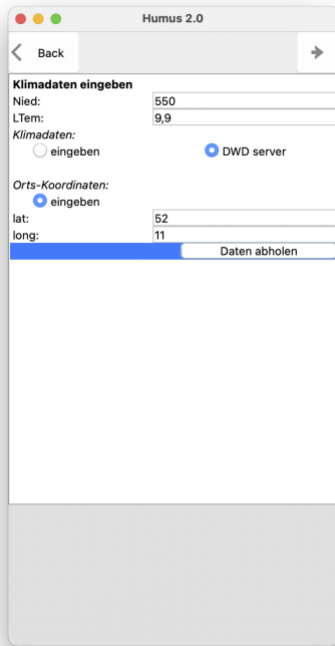 Humus 2.0
Back
Klimadaten eingeben
Nied: 550
LTem: 9,9
Klimadaten:
eingeben DWD server
Orts-Koordinaten:
eingeben
lat: 52
long: 11
Daten abholen